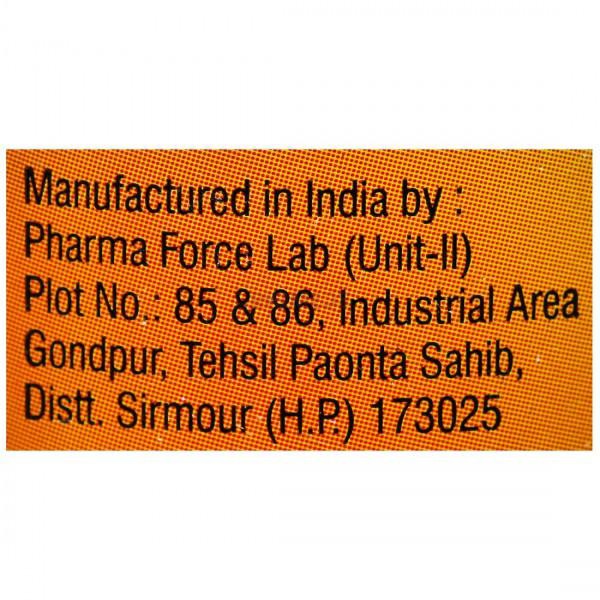 Manufactured in India by :
Pharma Force Lab (Unit-II)
Plot No.: 85 & 86, Industrial Area
Gondpur, Tehsil Paonta Sahib,
Distt. Sirmour (H.P.) 173025